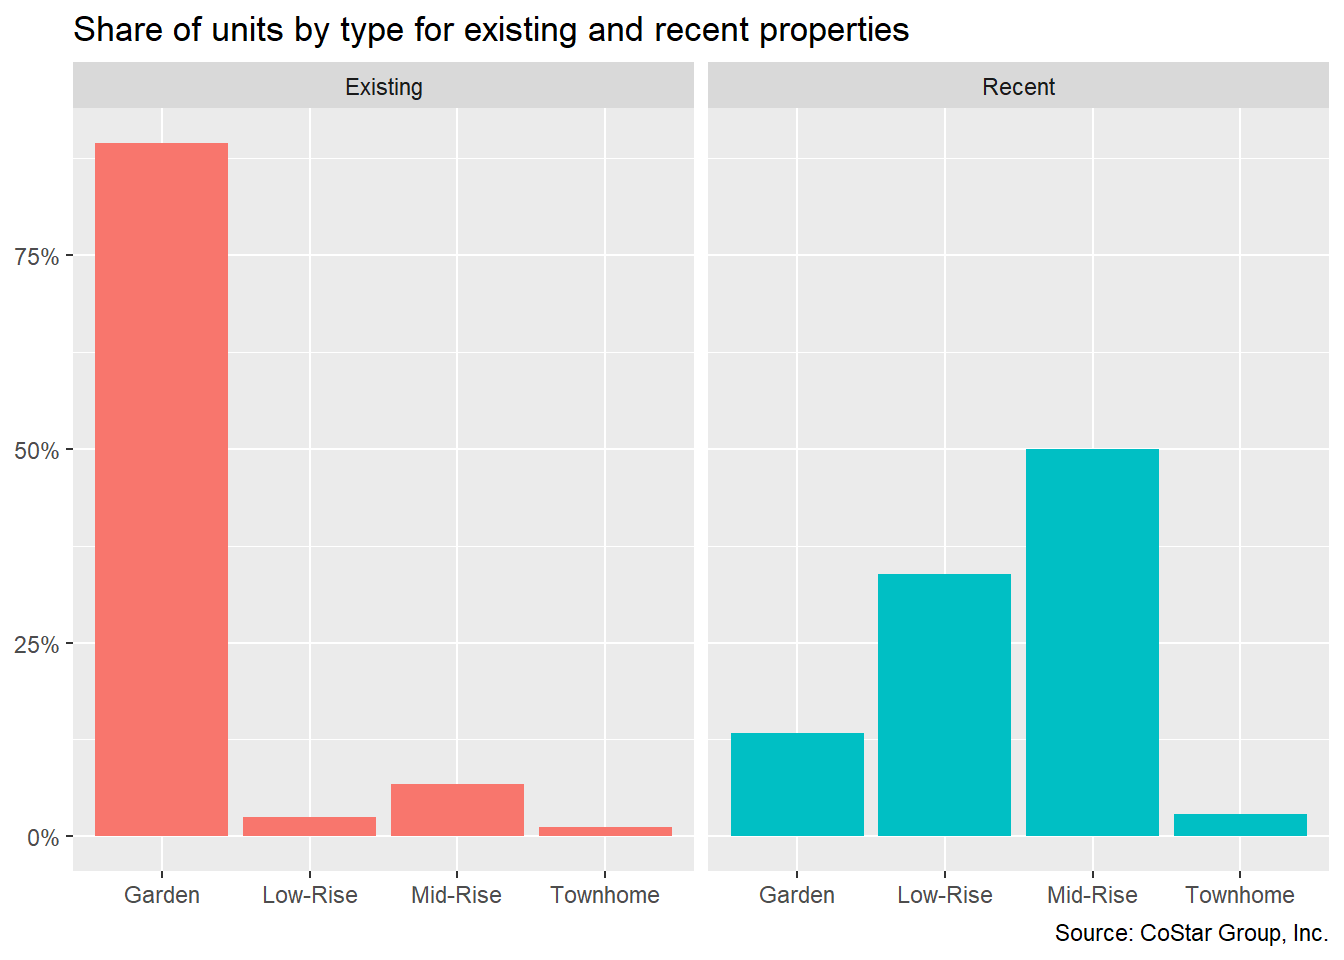 Share of units by type for existing and recent properties
Existing
Recent
75%
50%
25%
0%
Garden Low-Rise Mid-Rise Townhome
Garden Low-Rise Mid-Rise Townhome
Source: CoStar Group, Inc.